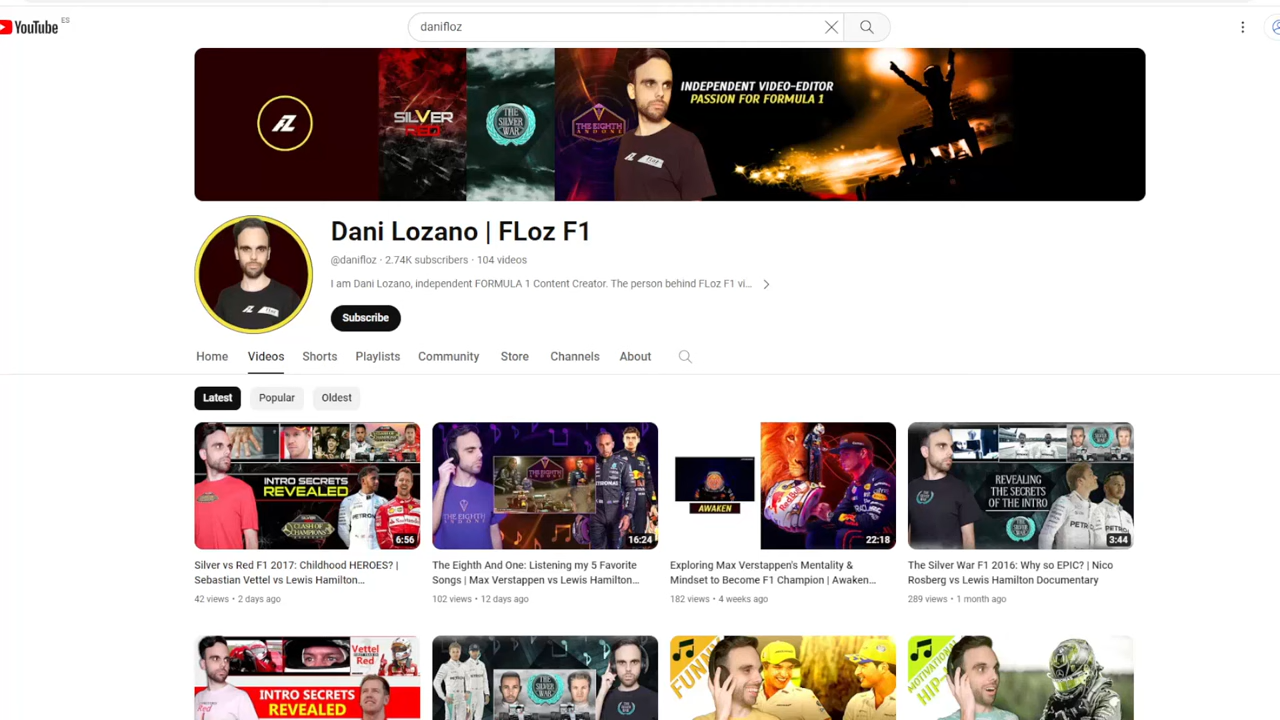 YouTube ES
danifloz
FL
SILVER
RED
THE
SILVER
WAR
THE EIGHTH
AND ONE
INDEPENDENT VIDEO-EDITOR
PASSION FOR FORMULA 1
Dani Lozano | FLoz F1
@danifloz · 2.74K subscribers · 104 videos
I am Dani Lozano, independent FORMULA 1 Content Creator. The person behind FLoz F1 vi...
Subscribe
Home Videos Shorts Playlists Community Store Channels About
Latest Popular Oldest
INTRO SECRETS
REVEALED
CLASH OF
CHAMPIONS
6:56
16:24
AWAKEN
22:18
REVEALING
THE SECRETS
OF THE INTRO
3:44
Silver vs Red F1 2017: Childhood HEROES? |
Sebastian Vettel vs Lewis Hamilton...
42 views • 2 days ago
The Eighth And One: Listening my 5 Favorite
Songs | Max Verstappen vs Lewis Hamilton...
102 views • 12 days ago
Exploring Max Verstappen's Mentality &
Mindset to Become F1 Champion | Awaken...
182 views • 4 weeks ago
The Silver War F1 2016: Why so EPIC? | Nico
Rosberg vs Lewis Hamilton Documentary
289 views • 1 month ago
Vettel
Red
INTRO SECRETS
REVEALED
THE
SILVER
WAR
FUNK
MOTIVATIONAL
HIP-